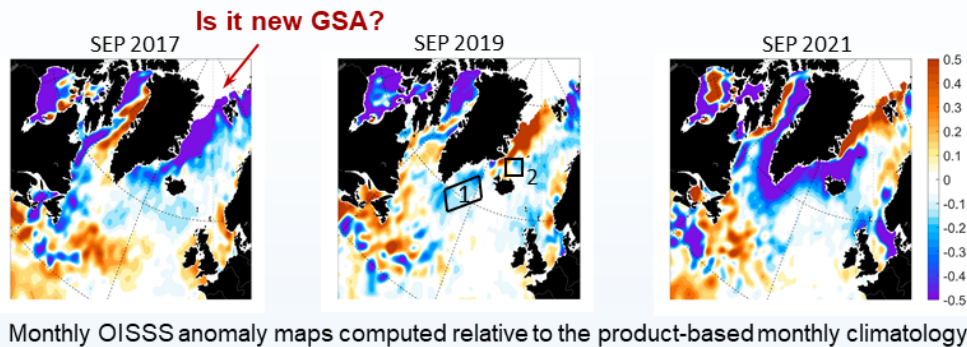 Is it new GSA?
SEP 2017
SEP 2019
SEP 2021
0.5
0.4
0.3
0.2
0.1
0
-0.1
-0.2
-0.3
-0.4
-0.5
1
2
Monthly OISSS anomaly maps computed relative to the product-based monthly climatology